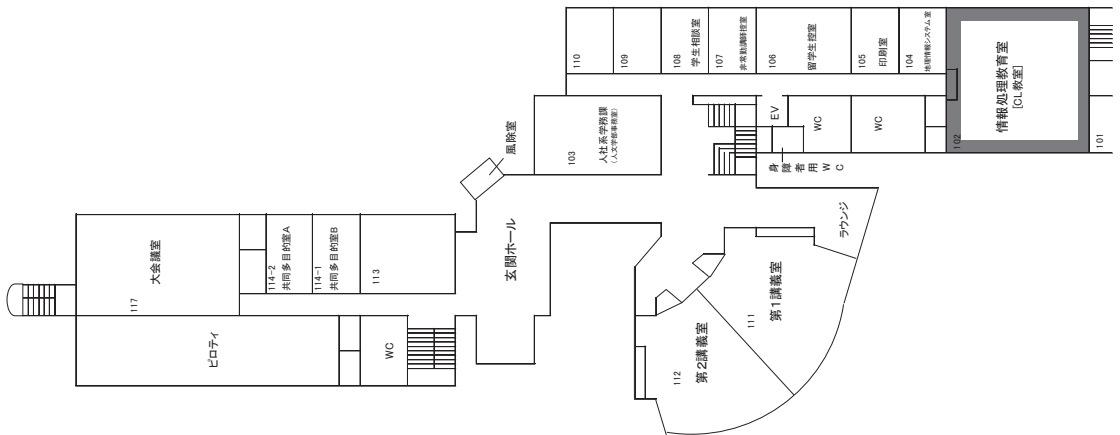 大会議室
117
114-2
共同多目的室A
114-1
共同多目的室B
113
ピロティ
WC
玄関ホール
風除室
103
人社系学務課
(人文学部事務室)
110
109
108
学生相談室
107
非常勤講師控室
106
留学生控室
105
印刷室
104
地理情報システム室
EV
WC
WC
身障者用WC
102
情報処理教育室
[CL教室]
101
ラウンジ
第1講義室
111
第2講義室
112